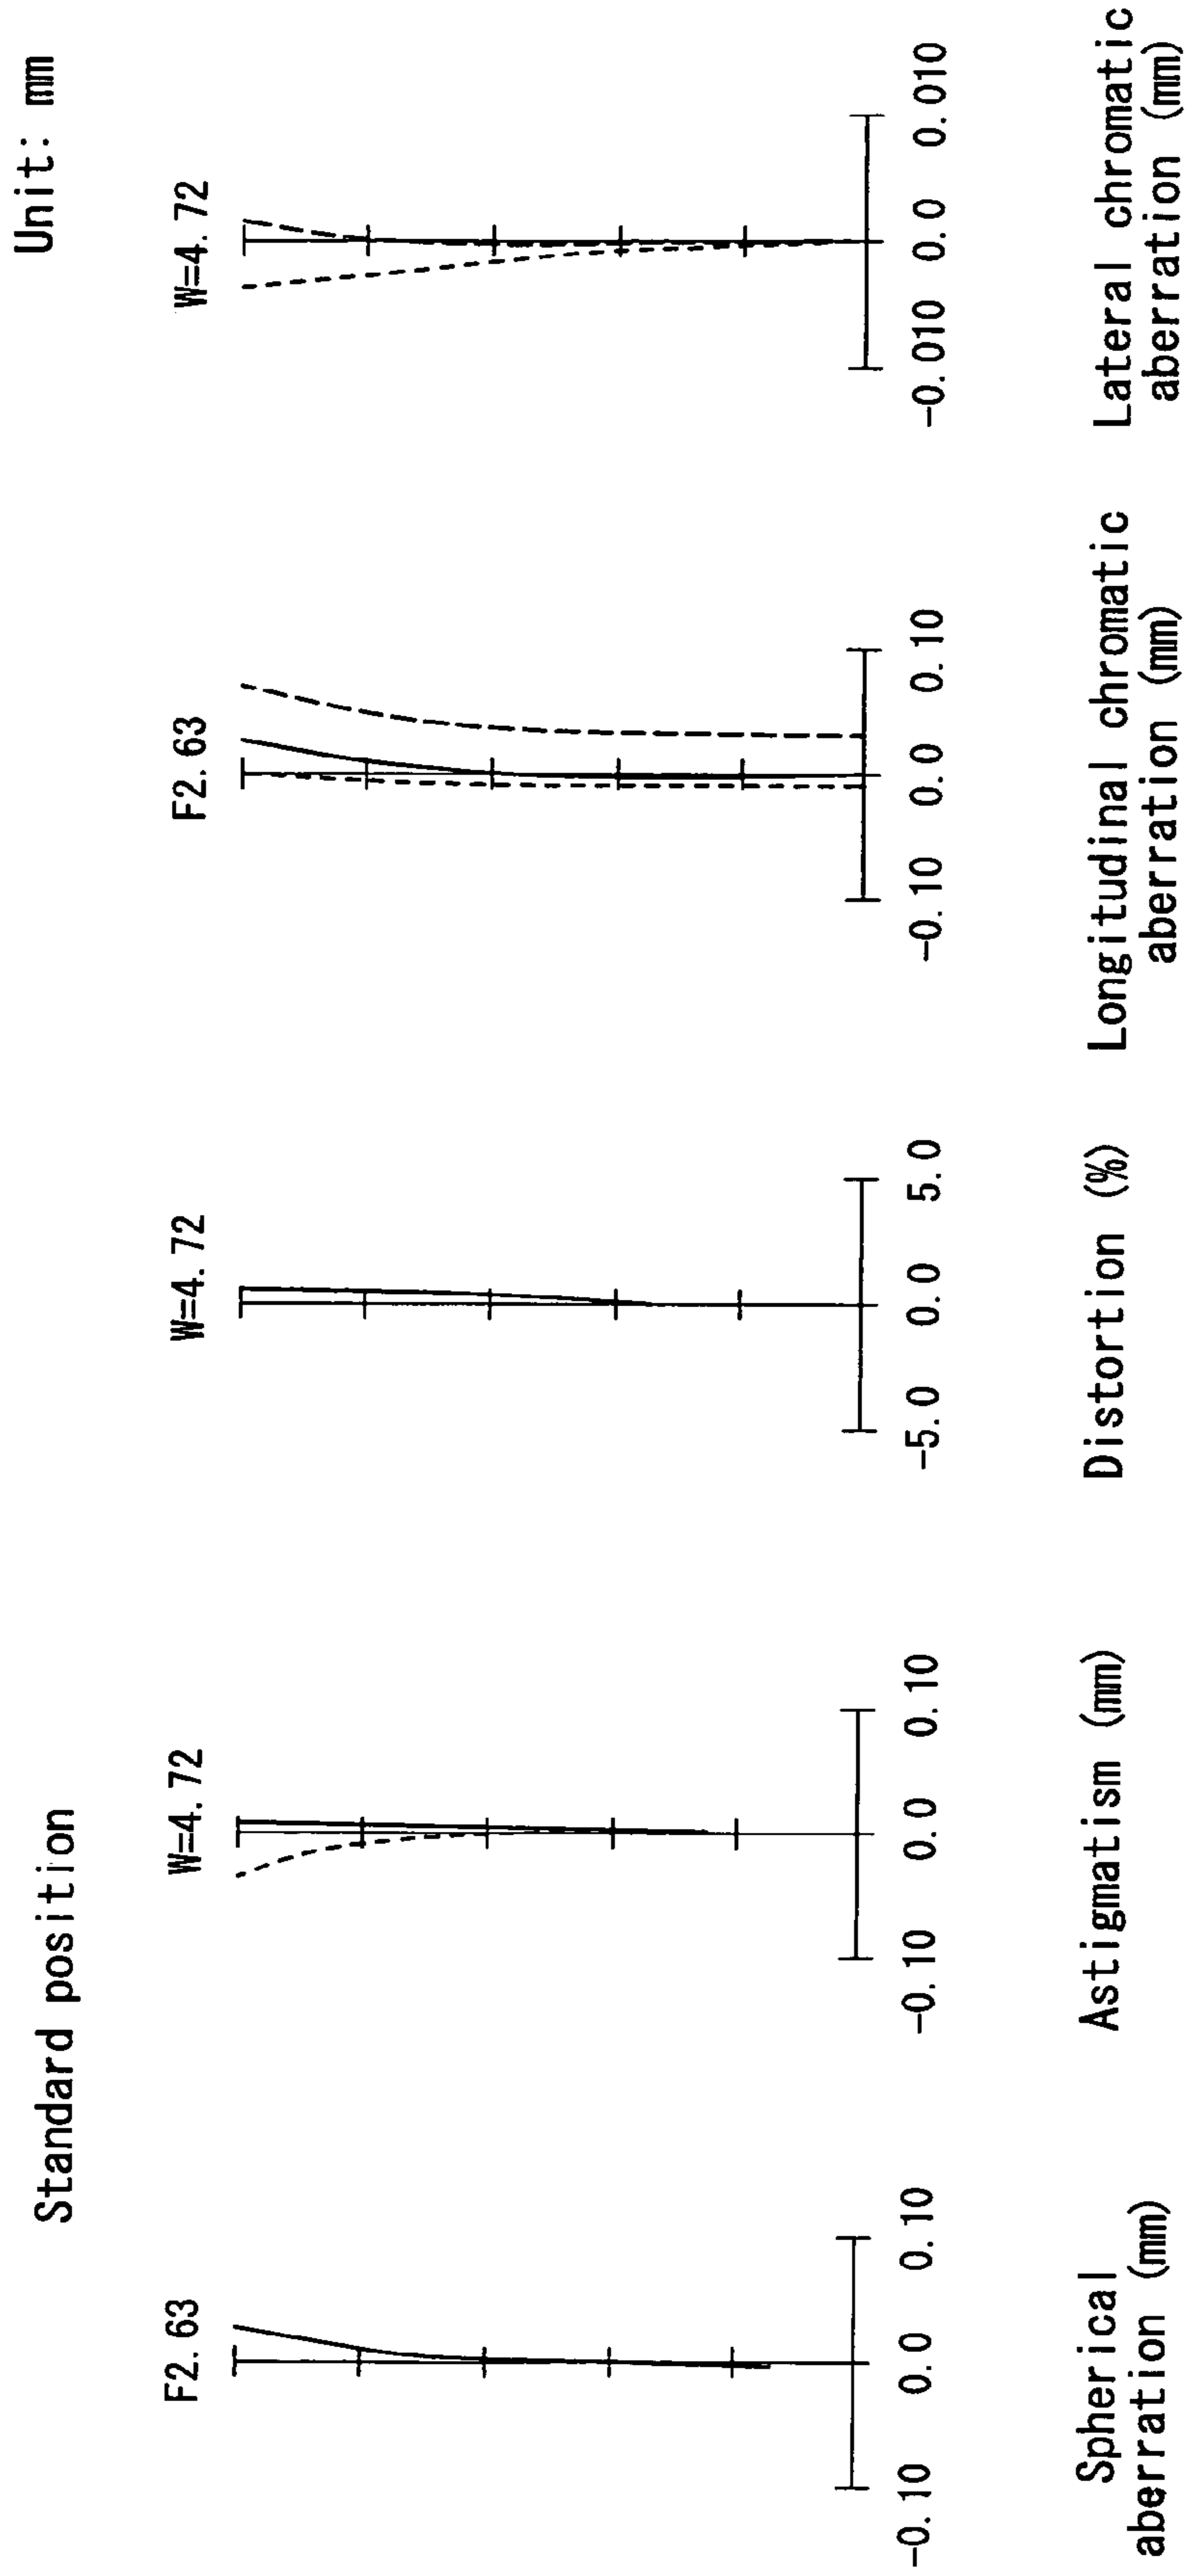 Standard position
Unit: mm
F2.63
-0.10 0.0 0.10
Spherical
aberration (mm)
W=4.72
-0.10 0.0 0.10
Astigmatism (mm)
W=4.72
-5.0 0.0 5.0
Distortion (%)
F2.63
-0.10 0.0 0.10
Longitudinal chromatic
aberration (mm)
W=4.72
-0.010 0.0 0.010
Lateral chromatic
aberration (mm)